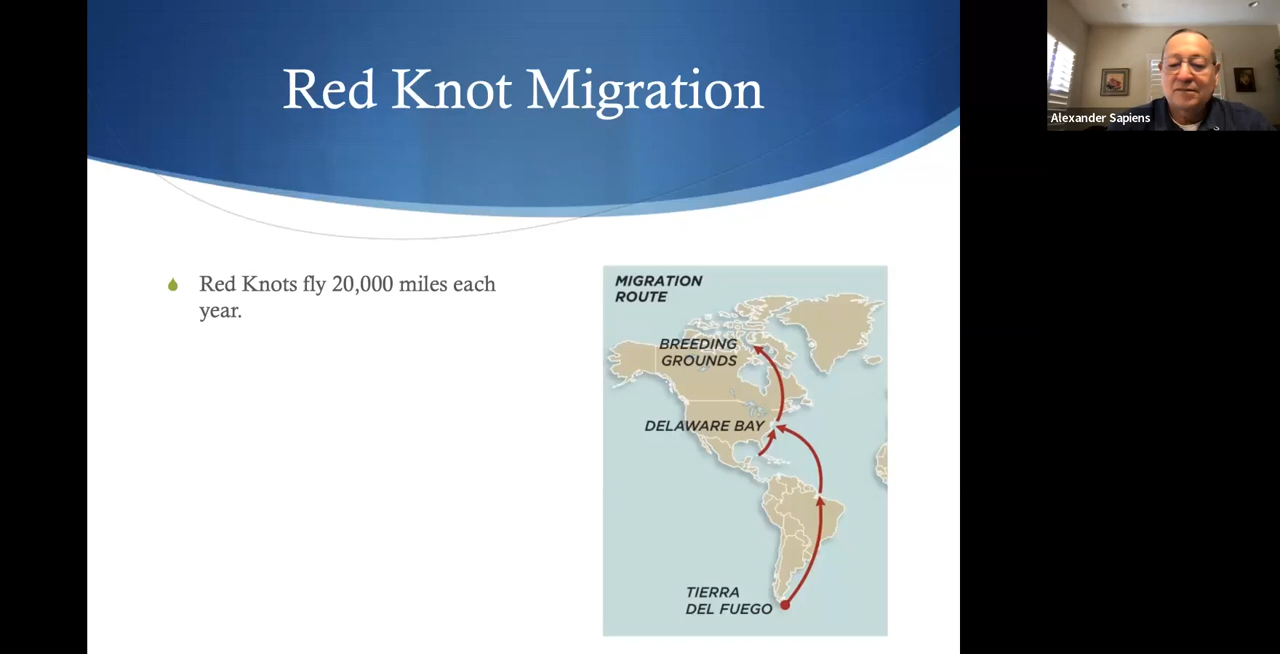 Red Knot Migration
Alexander Sapiens
Red Knots fly 20,000 miles each
year.
MIGRATION
ROUTE
BREEDING
GROUNDS
DELAWARE BAY
TIERRA
DEL FUEGO